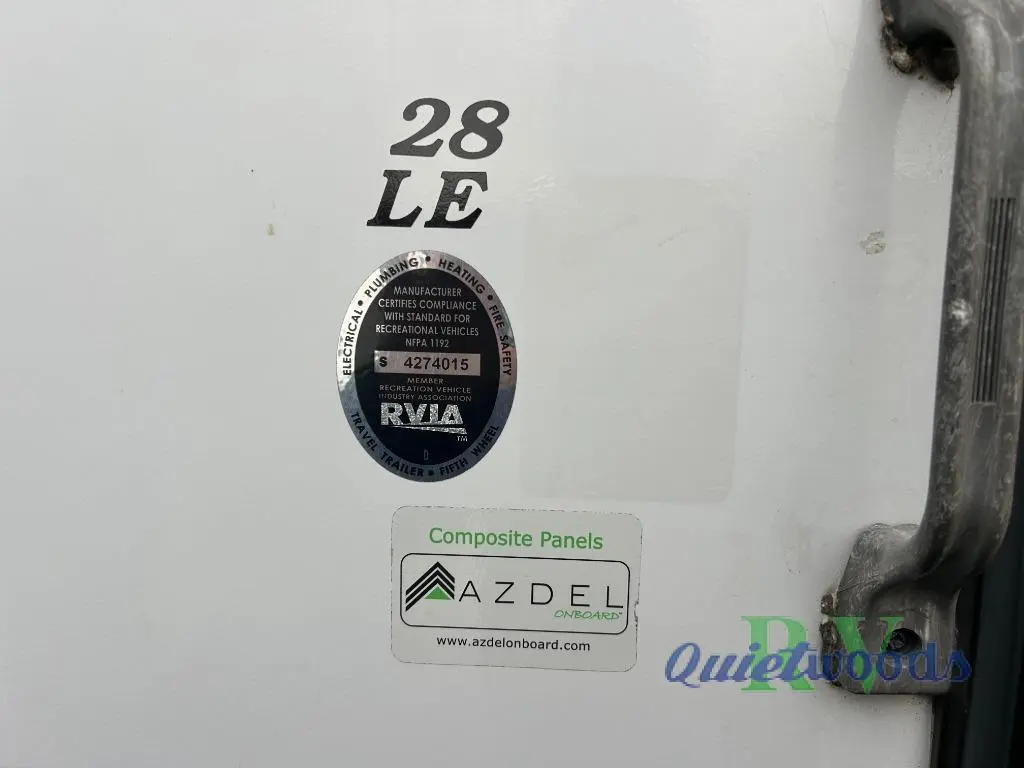 28
LE
ELECTRICAL • PLUMBING • HEATING • FIRE SAFETY
MANUFACTURER
CERTIFIES COMPLIANCE
WITH STANDARD FOR
RECREATIONAL VEHICLES
NFPA 1192
S 4274015
MEMBER
RECREATION VEHICLE
INDUSTRY ASSOCIATION
RVIA
TM
D
TRAVEL TRAILER • FIFTH WHEEL
Composite Panels
AZDEL
ONBOARD™
www.azdelonboard.com
Quietwoods RV